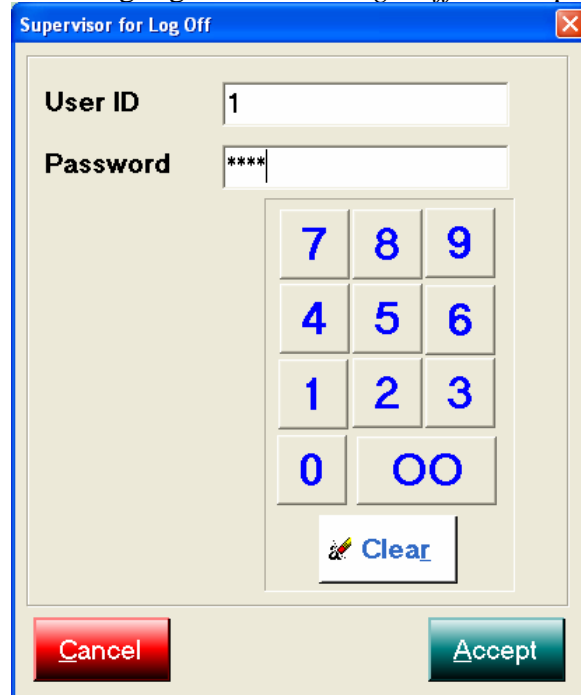 Supervisor for Log Off
User ID 1
Password ****
7 8 9
4 5 6
1 2 3
0 00
Clear
Cancel Accept